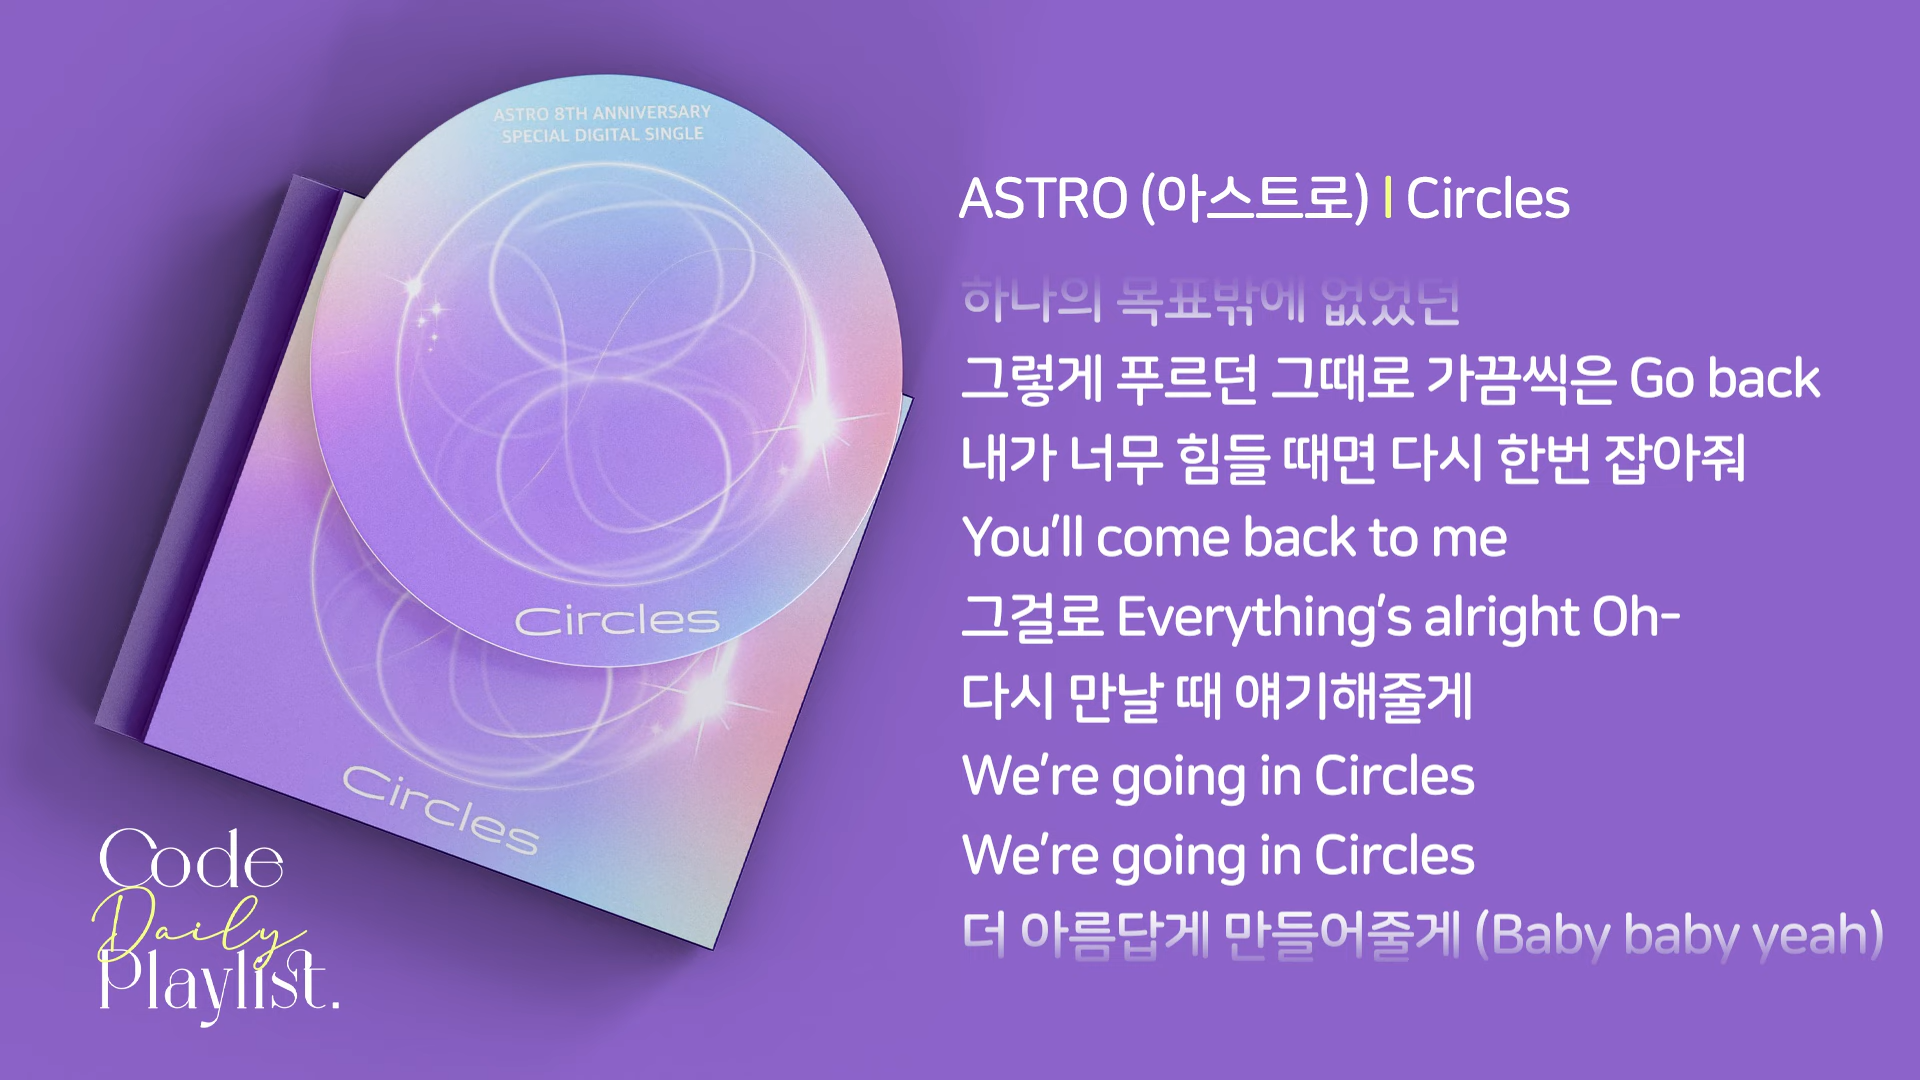 ASTRO 8TH ANNIVERSARY
SPECIAL DIGITAL SINGLE
Circles
Circles
Code
Daily
Playlist.
ASTRO (아스트로) | Circles
하나의 목표밖에 없었던
그렇게 푸르던 그때로 가끔씩은 Go back
내가 너무 힘들 때면 다시 한번 잡아줘
You'll come back to me
그걸로 Everything's alright Oh-
다시 만날 때 얘기해줄게
We're going in Circles
We're going in Circles
더 아름답게 만들어줄게 (Baby baby yeah)